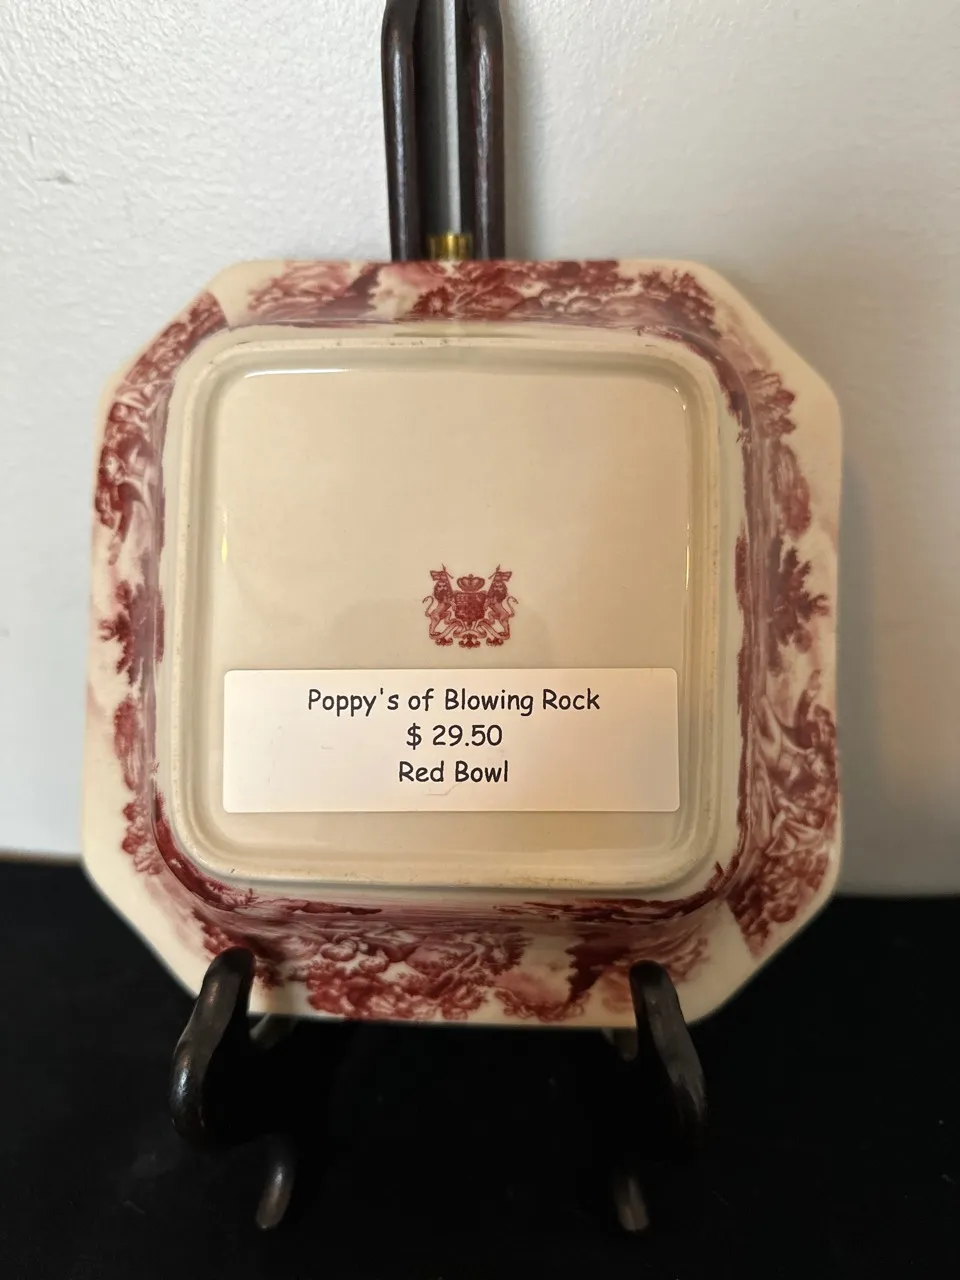 Poppy's of Blowing Rock
$ 29.50
Red Bowl